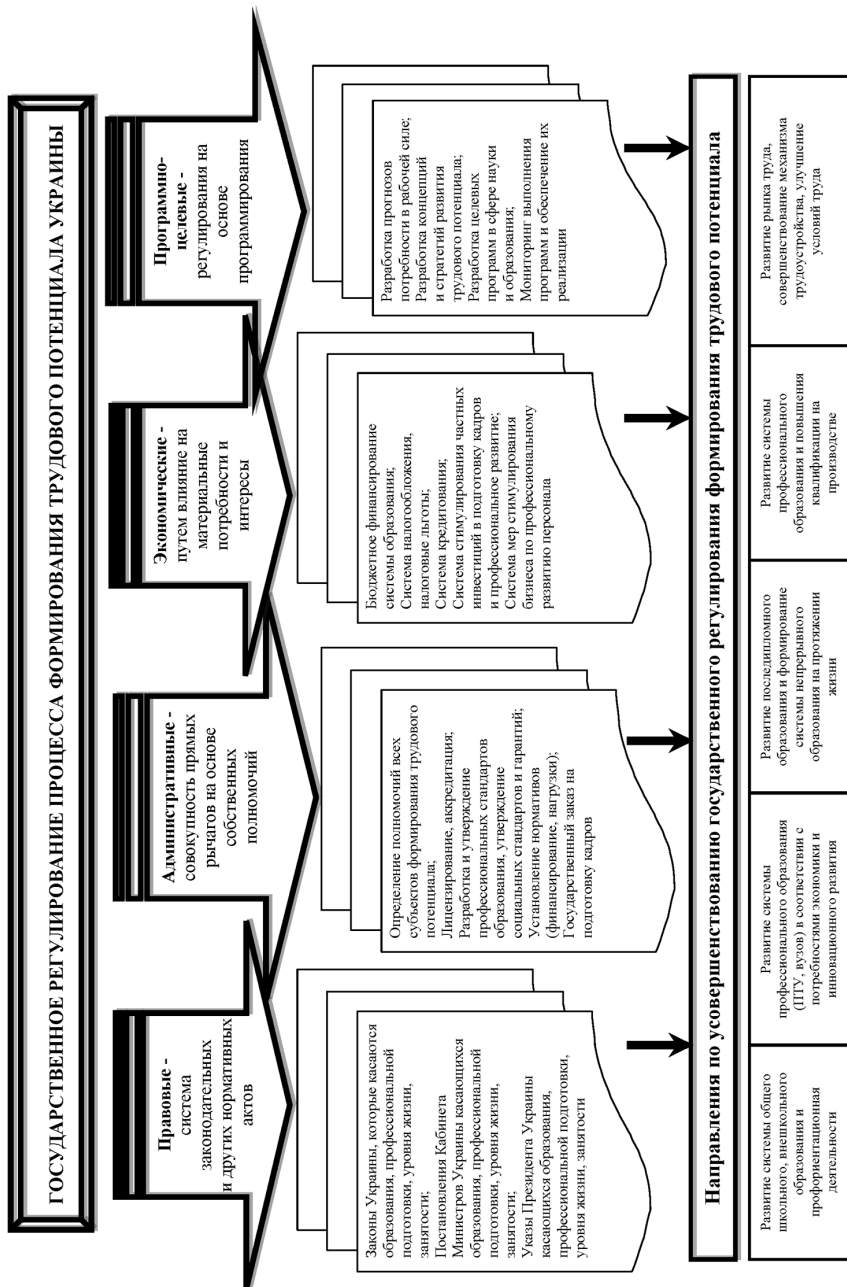 ГОСУДАРСТВЕННОЕ РЕГУЛИРОВАНИЕ ПРОЦЕССА ФОРМИРОВАНИЯ ТРУДОВОГО ПОТЕНЦИАЛА УКРАИНЫ
Правовые -
система
законодательных
и других нормативных
актов
Административные -
совокупность прямых
рычагов на основе
собственных
полномочий
Экономические -
путем влияние на
материальные
потребности и
интересы
Программно-
целевые -
регулирования на
основе
программирования
Законы Украины, которые касаются
образования, профессиональной
подготовки, уровня жизни,
занятости;
Постановления Кабинета
Министров Украины касающихся
образования, профессиональной
подготовки, уровня жизни,
занятости;
Указы Президента Украины
касающихся образования,
профессиональной подготовки,
уровня жизни, занятости
Определение полномочий всех
субъектов формирования трудового
потенциала;
Лицензирование, аккредитация;
Разработка и утверждение
профессиональных стандартов
образования, утверждение
социальных стандартов и гарантий;
Установление нормативов
(финансирование, нагрузки);
Государственный заказ на
подготовку кадров
Бюджетное финансирование
системы образования;
Система налогообложения,
налоговые льготы;
Система кредитования;
Система стимулирования частных
инвестиций в подготовку кадров
и профессиональное развитие;
Систем мер стимулирования
бизнеса по профессиональному
развитию персонала
Разработка прогнозов
потребности в рабочей силе;
Разработка концепций
и стратегий развития
трудового потенциала;
Разработка целевых
программ в сфере науки
и образования;
Мониторинг выполнения
программ и обеспечение их
реализации
Направления по усовершенствованию государственного регулирования формирования трудового потенциала
Развитие системы общего
школьного, внешкольного
образования и
профориентационная
деятельности
Развитие системы
профессионального образования
(ПТУ, вузов) в соответствии с
потребностями экономики и
инновационного развития
Развитие последипломного
образования и формирование
системы непрерывного
образования на протяжении
жизни
Развитие системы
профессионального
образования и повышения
квалификации на
производстве
Развитие рынка труда,
совершенствование механизма
трудоустройства, улучшение
условий труда